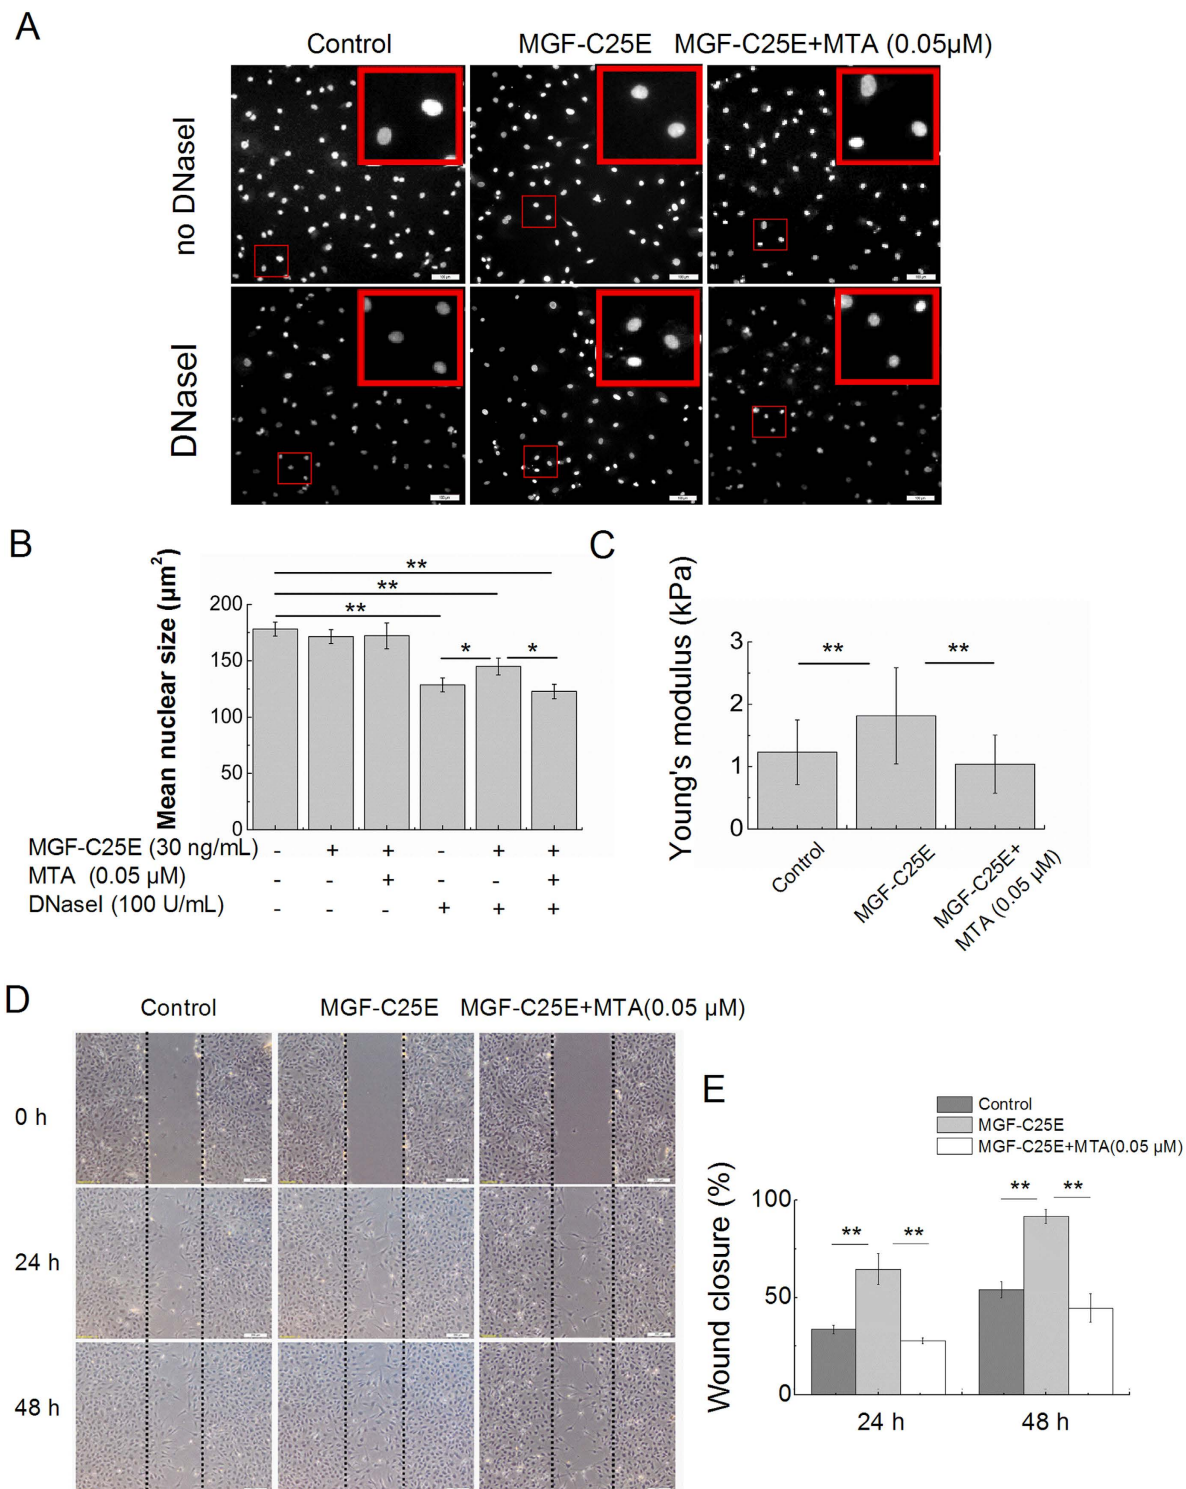 A
Control MGF-C25E MGF-C25E+MTA (0.05µM)
no DNaseI
DNaseI
B
Mean nuclear size (µm²)
200
150
100
50
0
** 
**
**
* *
MGF-C25E (30 ng/mL) - + + - + +
MTA (0.05 µM) - - + - - +
DNaseI (100 U/mL) - - - + + +
C
Young's modulus (kPa)
3
2
1
0
** **
Control
MGF-C25E
MGF-C25E+
MTA (0.05 µM)
D
Control MGF-C25E MGF-C25E+MTA(0.05 µM)
0 h
24 h
48 h
E
Control
MGF-C25E
MGF-C25E+MTA(0.05 µM)
Wound closure (%)
100
50
0
** ** ** **
24 h 48 h